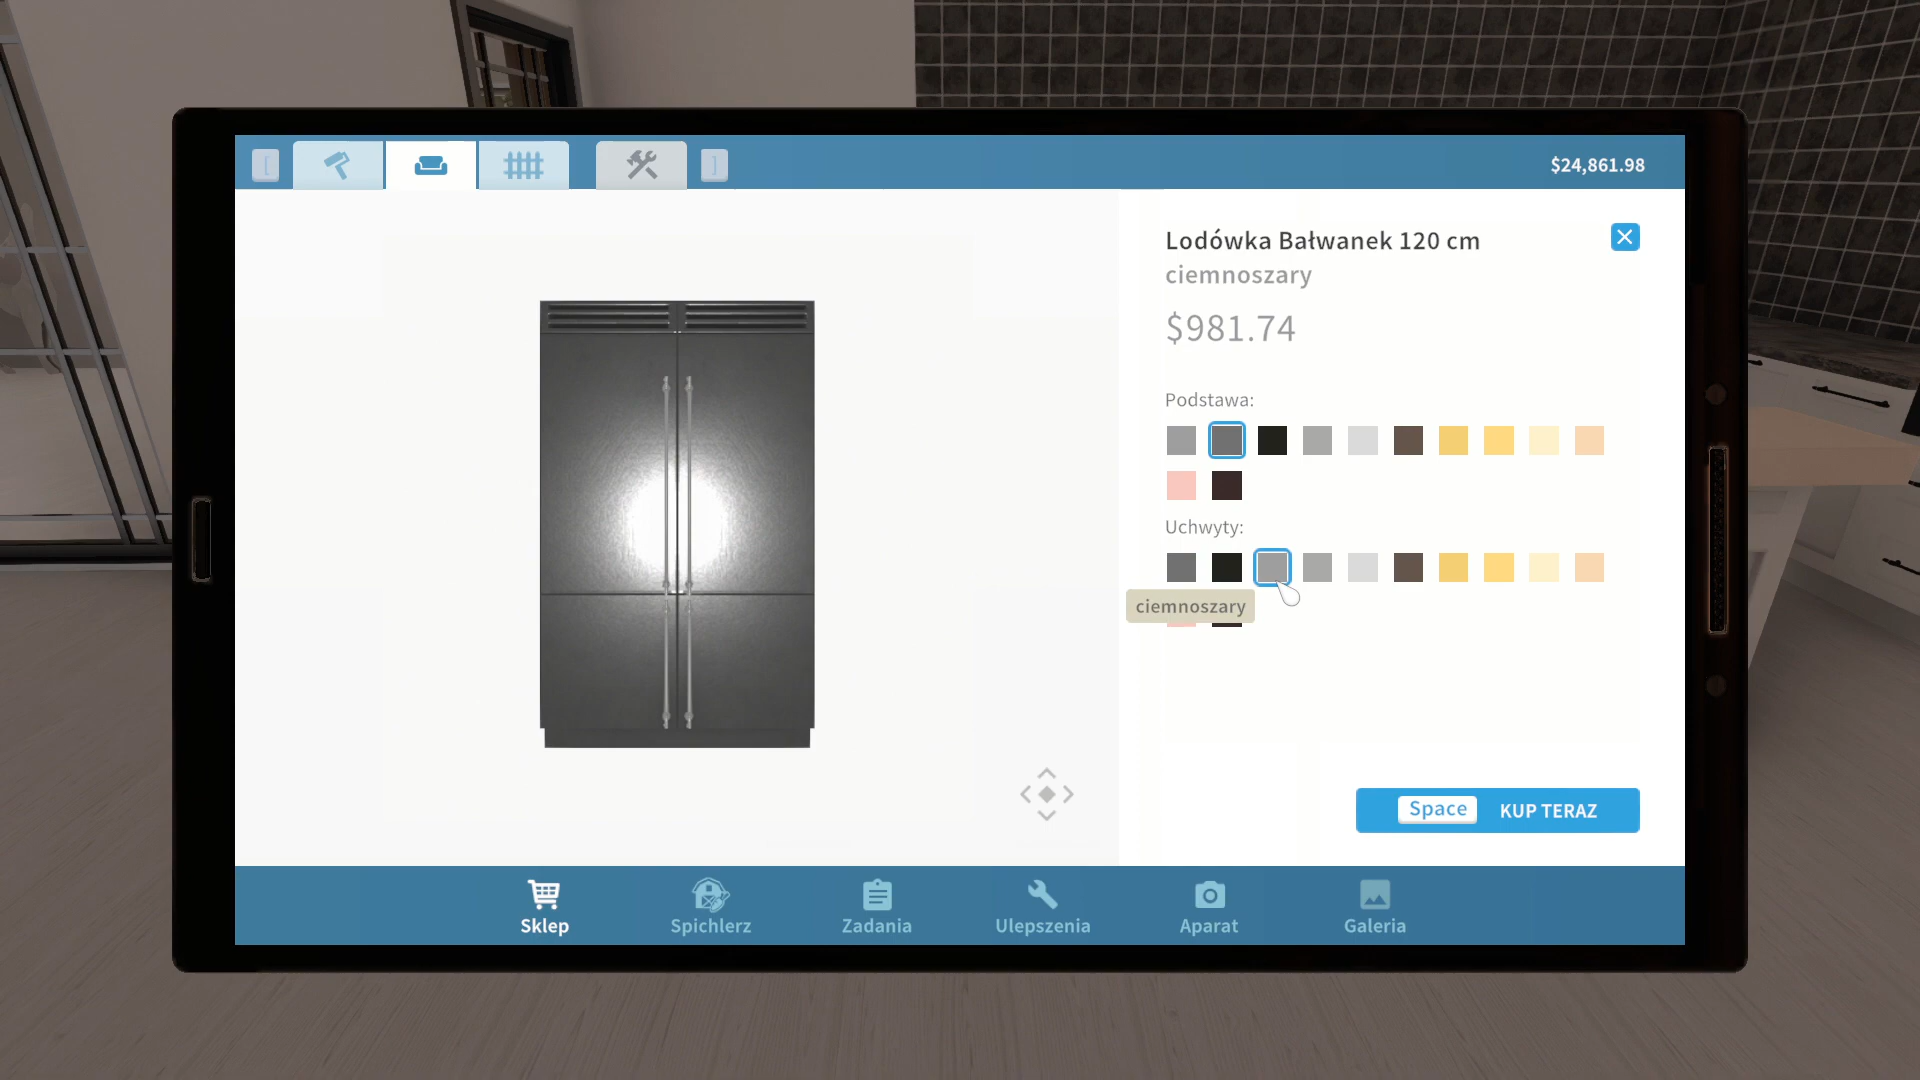 [
]
$24,861.98
Lodówka Bałwanek 120 cm
ciemnoszary
$981.74
Podstawa:
Uchwyty:
ciemnoszary
Space KUP TERAZ
Sklep
Spichlerz
Zadania
Ulepszenia
Aparat
Galeria